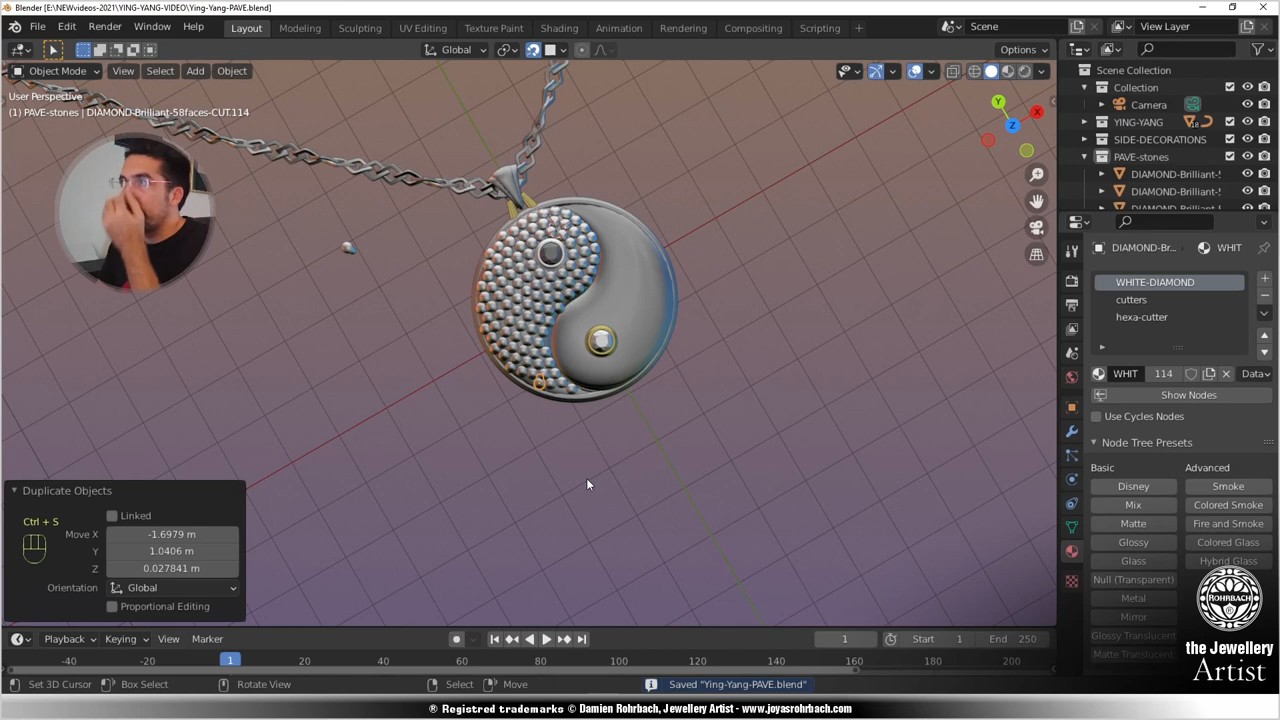 Blender [E:\NEWvideos-2021\YING-YANG-VIDEO\Ying-Yang-PAVE.blend]
File Edit Render Window Help Layout Modeling Sculpting UV Editing Texture Paint Shading Animation Rendering Compositing Scripting + Scene View Layer
Global Options
Object Mode View Select Add Object
User Perspective
(1) PAVE-stones | DIAMOND-Brilliant-58faces-CUT.114
Y
X
Z
Scene Collection
Collection
Camera
YING-YANG 18
SIDE-DECORATIONS
PAVE-stones
DIAMOND-Brilliant-5
DIAMOND-Brilliant-5
DIAMOND-Br... WHIT
WHITE-DIAMOND
cutters
hexa-cutter
WHIT 114 Data
Show Nodes
Use Cycles Nodes
Node Tree Presets
Basic Advanced
Disney Smoke
Mix Colored Smoke
Matte Fire and Smoke
Glossy Colored Glass
Glass Hybrid Glass
Null (Transparent)
Metal
Mirror
Glossy Translucent
Matte Translucent
ROHRBACH
the Jewellery
Artist
Duplicate Objects
Linked
Ctrl + S
Move X -1.6979 m
Y 1.0406 m
Z 0.027841 m
Orientation Global
Proportional Editing
Playback Keying View Marker 1 Start 1 End 250
-40 -20 1 20 40 60 80 100 120 140 160 180 200
Set 3D Cursor Box Select Rotate View Select Move Saved "Ying-Yang-PAVE.blend"
® Registered trademarks © Damien Rohrbach, Jewellery Artist - www.joyasrohrbach.com